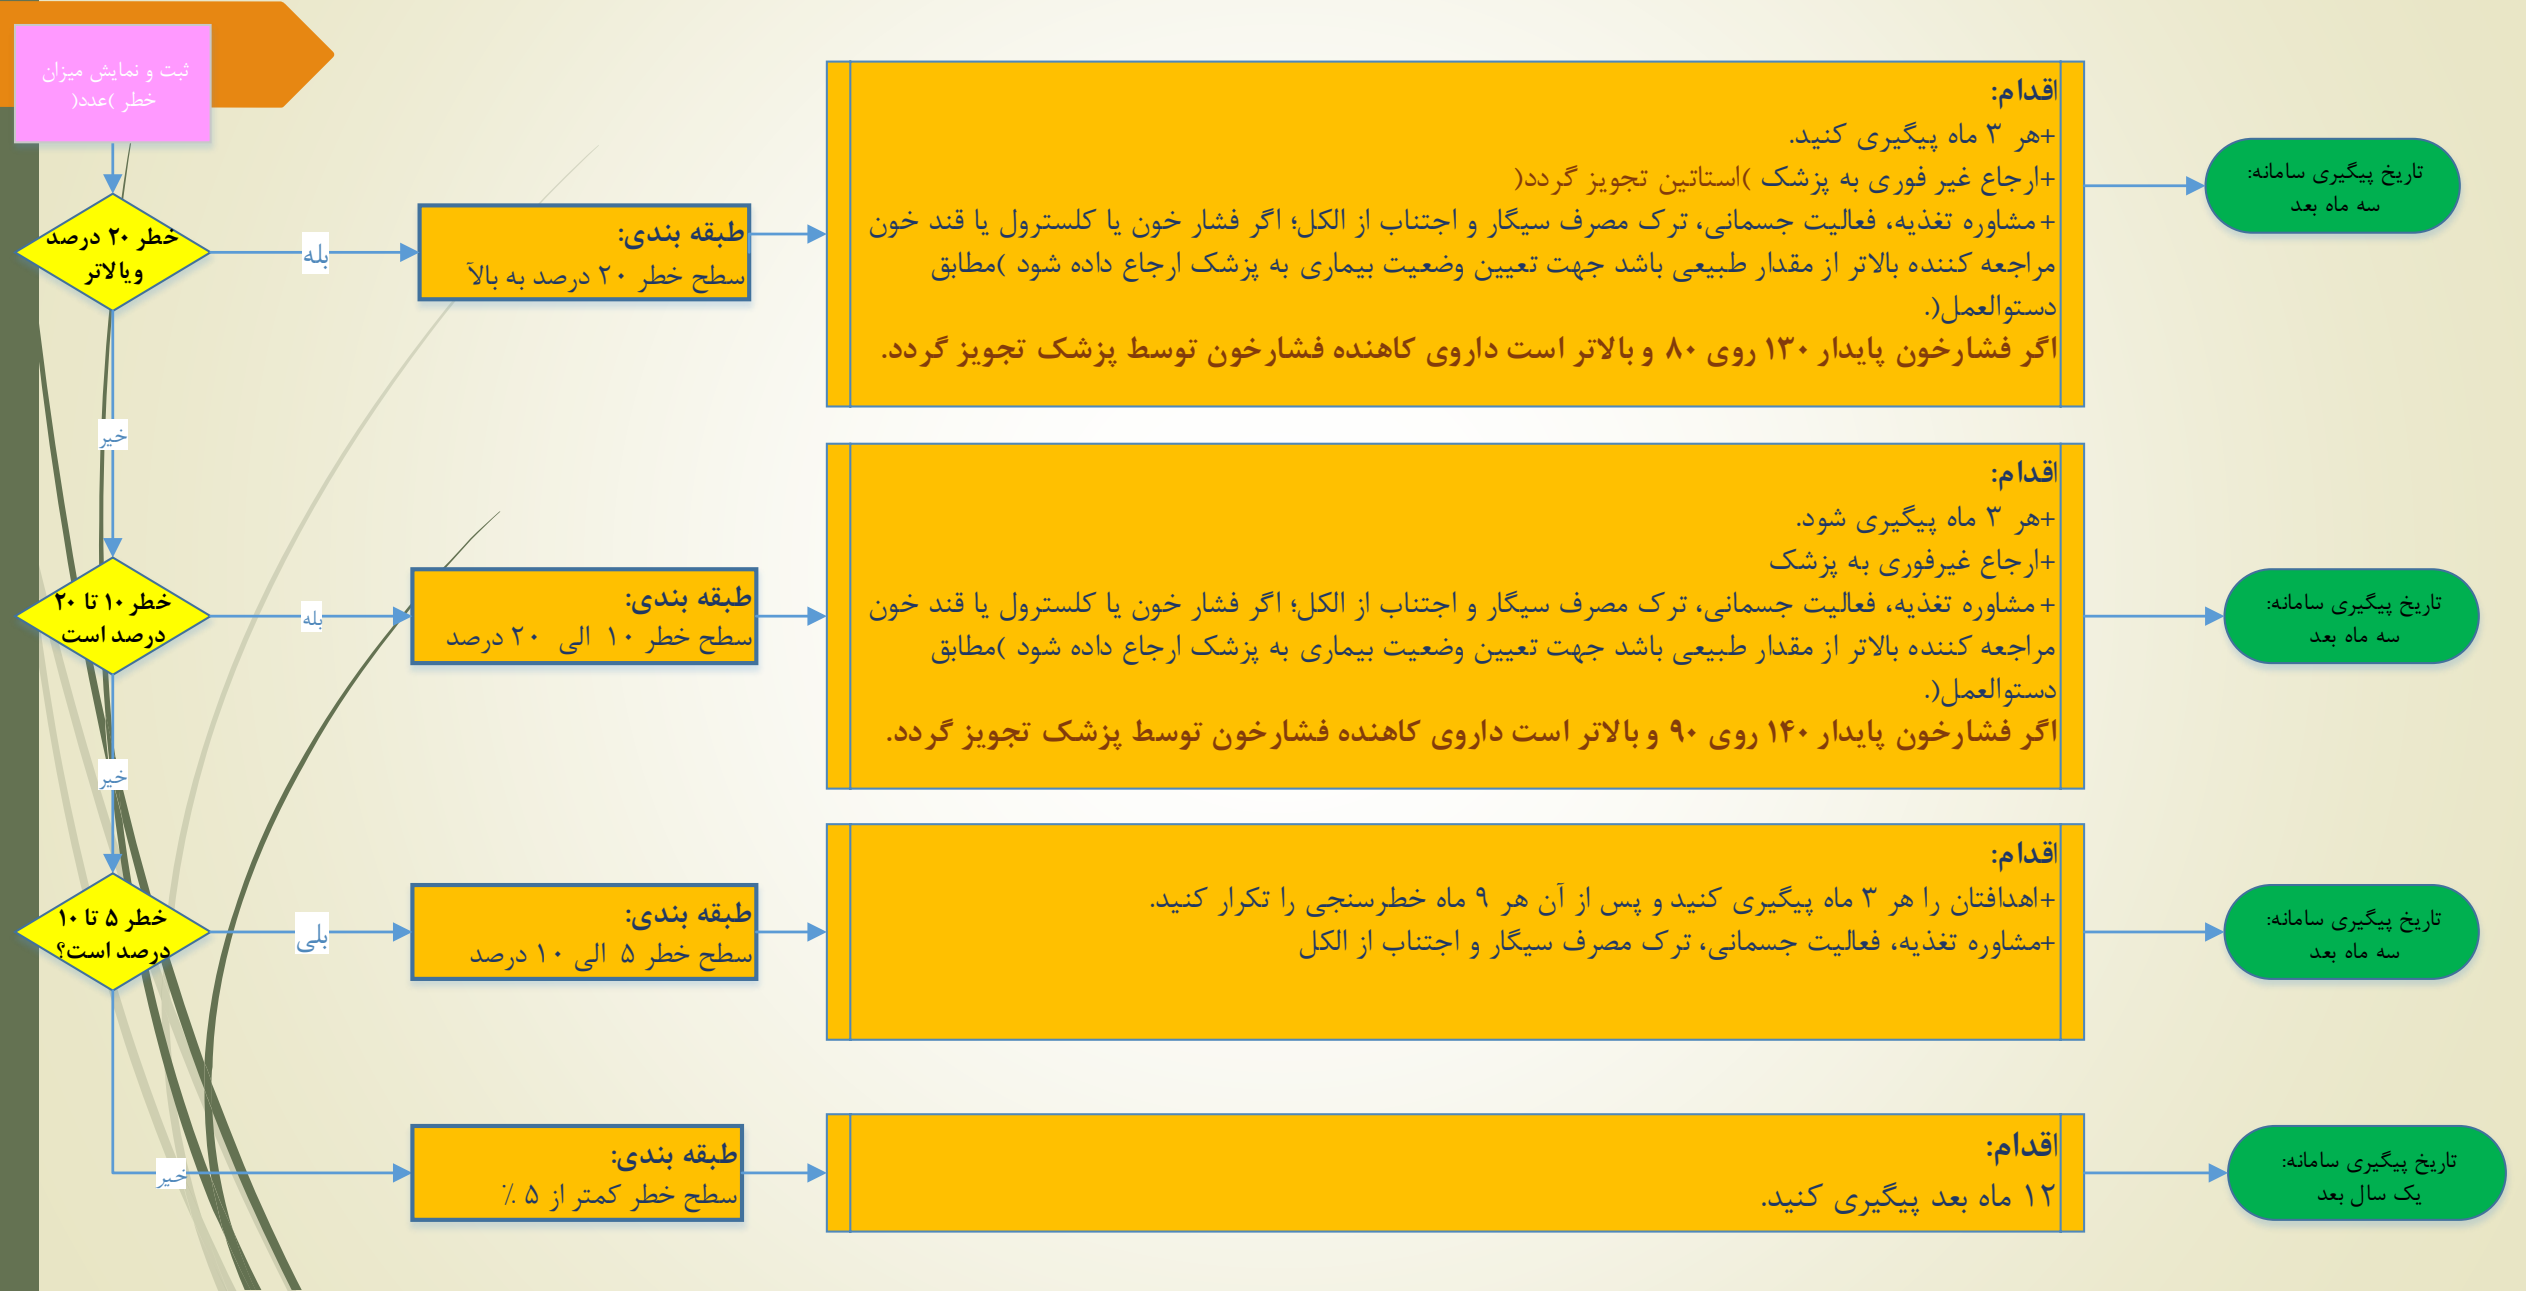 ثبت و نمایش میزان
خطر )عدد(
خطر ۲۰ درصد
و یالاتر
بله
طبقه بندی:
سطح خطر ۲۰ درصد به بالآ
اقدام:
+هر ۳ ماه پیگیری کنید.
+ارجاع غیر فوری به پزشک )استاتین تجویز گردد(
+مشاوره تغذیه، فعالیت جسمانی، ترک مصرف سیگار و اجتناب از الکل؛ اگر فشار خون یا کلسترول یا قند خون
مراجعه کننده بالاتر از مقدار طبیعی باشد جهت تعیین وضعیت بیماری به پزشک ارجاع داده شود )مطابق
دستوالعمل(.
اگر فشارخون پایدار ۱۳۰ روی ۸۰ و بالاتر است داروی کاهنده فشارخون توسط پزشک تجویز گردد.
تاریخ پیگیری سامانه:
سه ماه بعد
خیر
خطر ۱۰ تا ۲۰
درصد است
بله
طبقه بندی:
سطح خطر ۱۰ الی ۲۰ درصد
اقدام:
+هر ۳ ماه پیگیری شود.
+ارجاع غیرفوری به پزشک
+مشاوره تغذیه، فعالیت جسمانی، ترک مصرف سیگار و اجتناب از الکل؛ اگر فشار خون یا کلسترول یا قند خون
مراجعه کننده بالاتر از مقدار طبیعی باشد جهت تعیین وضعیت بیماری به پزشک ارجاع داده شود )مطابق
دستوالعمل(.
اگر فشارخون پایدار ۱۴۰ روی ۹۰ و بالاتر است داروی کاهنده فشارخون توسط پزشک تجویز گردد.
تاریخ پیگیری سامانه:
سه ماه بعد
خیر
خطر ۵ تا ۱۰
درصد است؟
بلی
طبقه بندی:
سطح خطر ۵ الی ۱۰ درصد
اقدام:
+اهدافتان را هر ۳ ماه پیگیری کنید و پس از آن هر ۹ ماه خطرسنجی را تکرار کنید.
+مشاوره تغذیه، فعالیت جسمانی، ترک مصرف سیگار و اجتناب از الکل
تاریخ پیگیری سامانه:
سه ماه بعد
خیر
طبقه بندی:
سطح خطر کمتر از ۵ ٪
اقدام:
۱۲ ماه بعد پیگیری کنید.
تاریخ پیگیری سامانه:
یک سال بعد